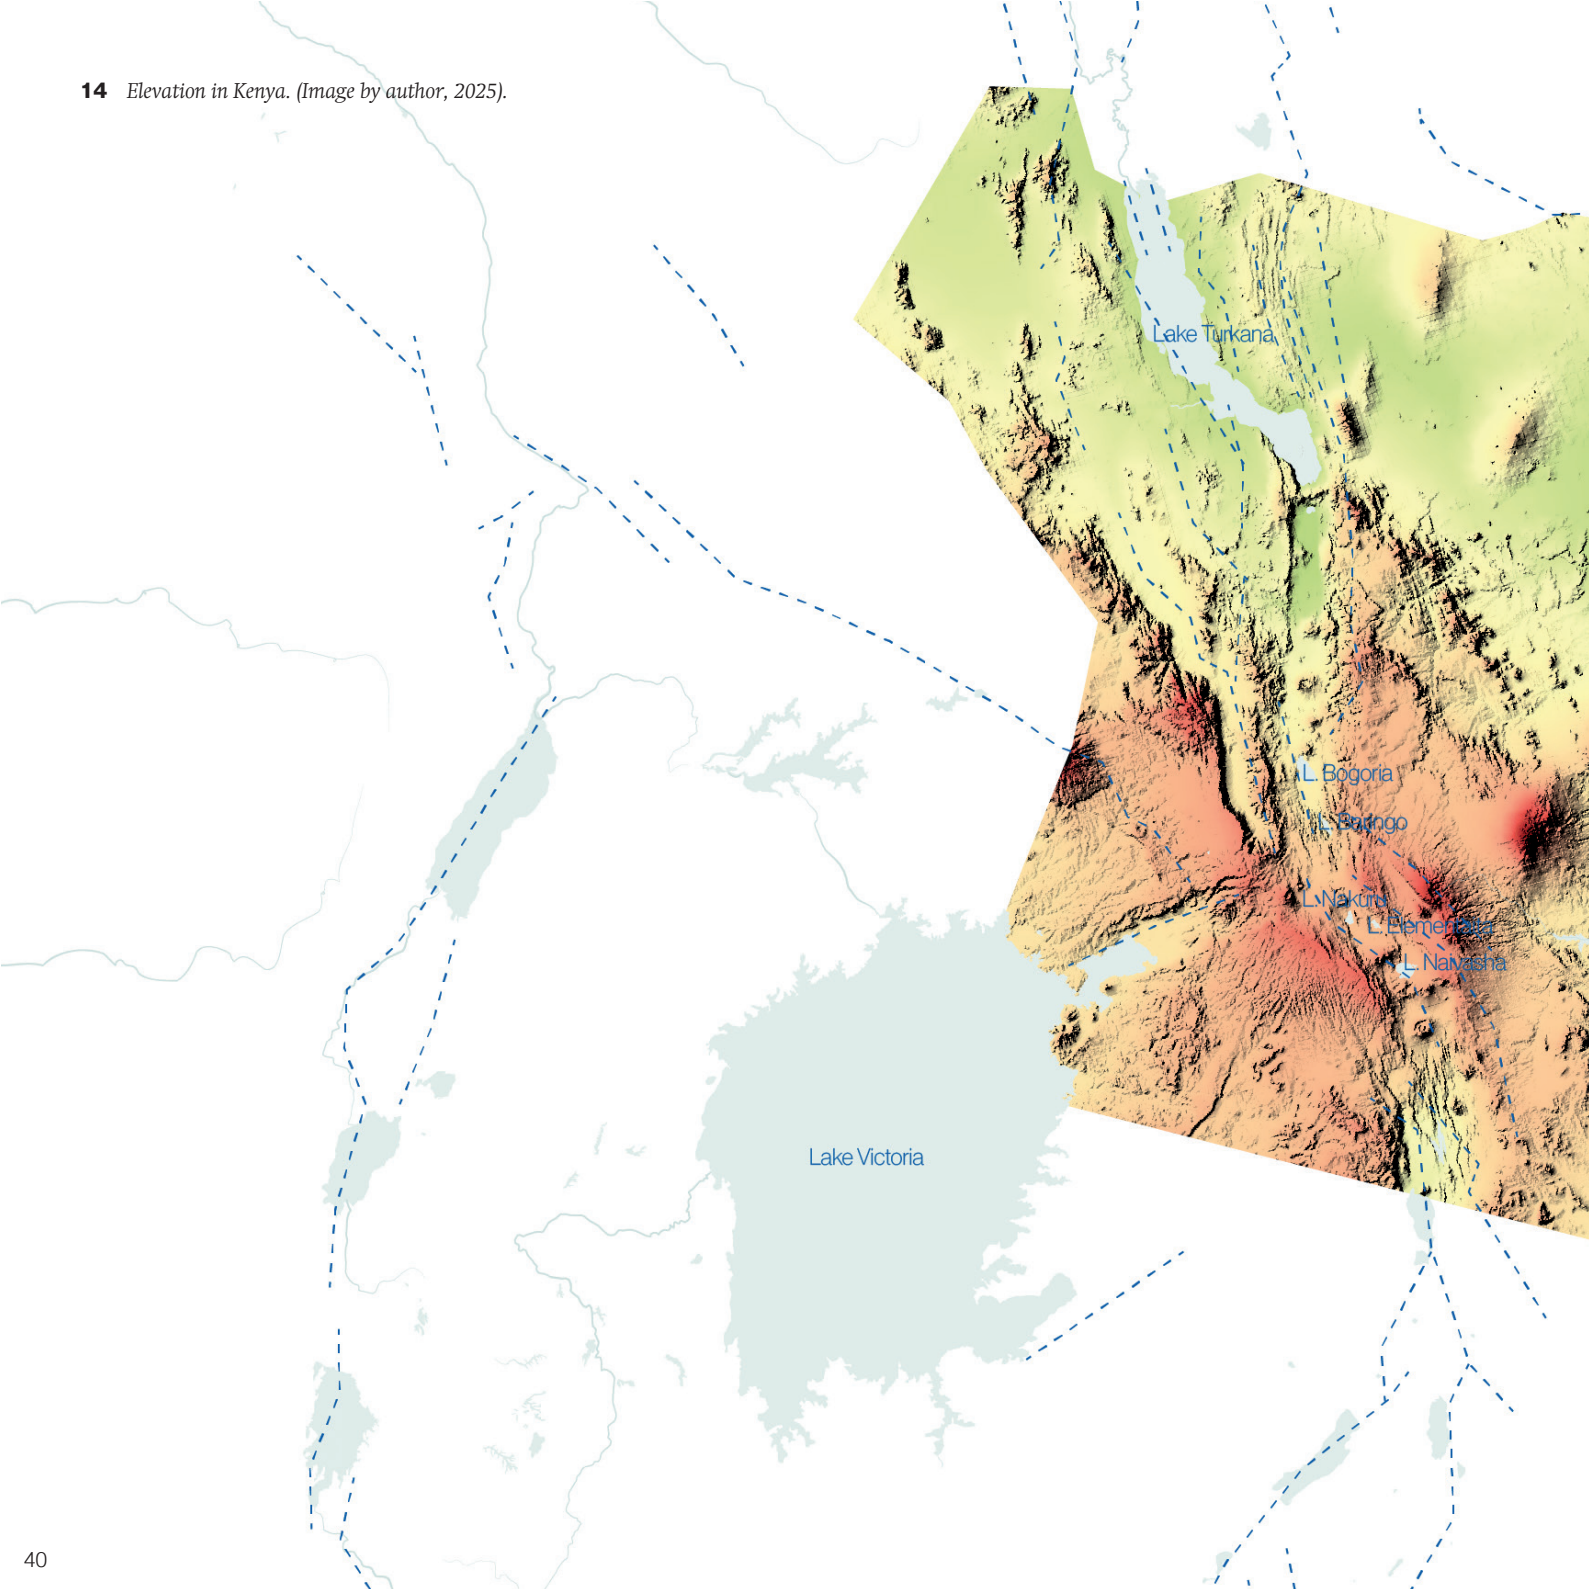 14 Elevation in Kenya. (Image by author, 2025).
Lake Turkana
L. Bogoria
L. Baringo
L. Nakuru
L. Elementaita
L. Naivasha
Lake Victoria
40